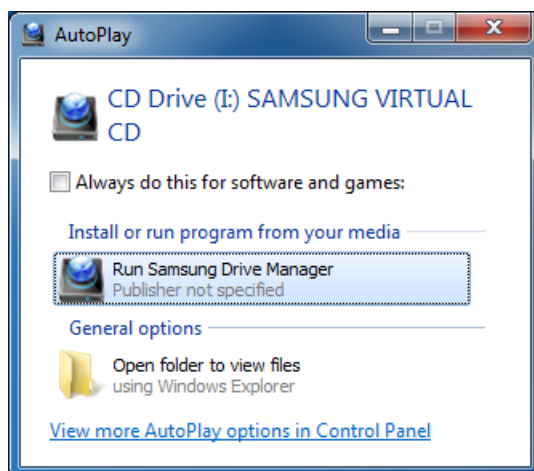 AutoPlay
CD Drive (I:) SAMSUNG VIRTUAL
CD
Always do this for software and games:
Install or run program from your media
Run Samsung Drive Manager
Publisher not specified
General options
Open folder to view files
using Windows Explorer
View more AutoPlay options in Control Panel